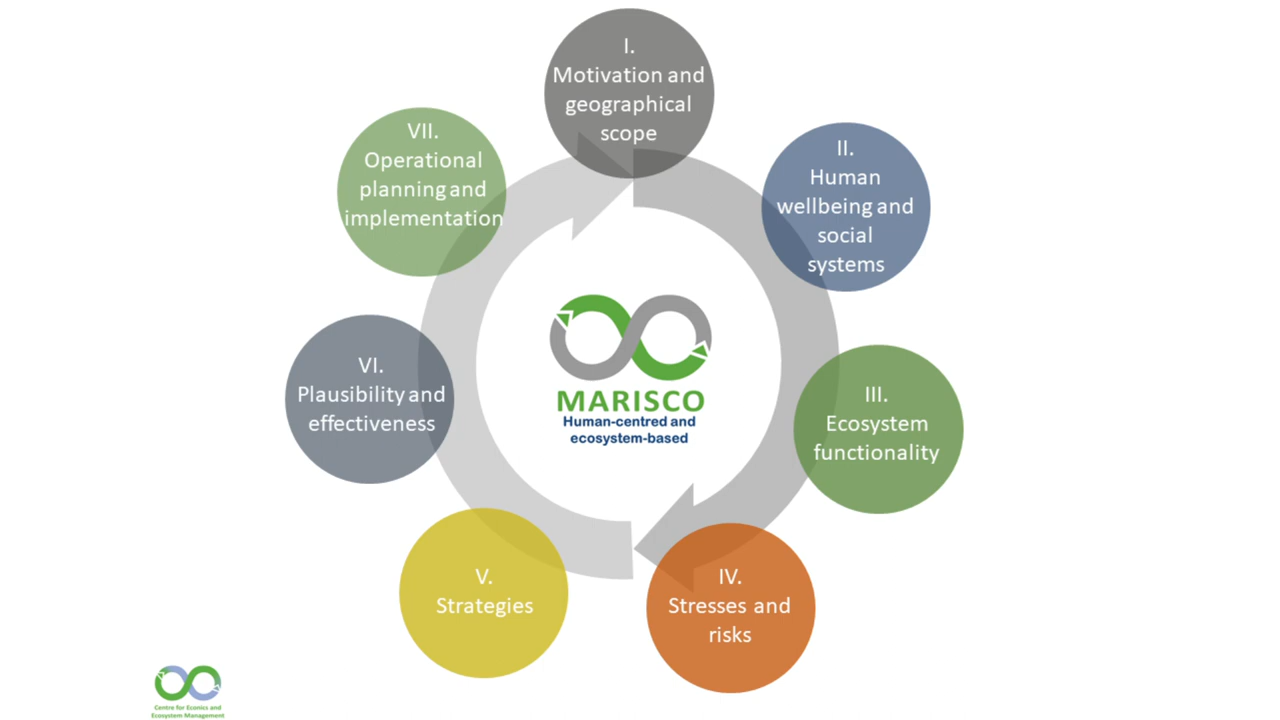 I.
Motivation and
geographical
scope
II.
Human
wellbeing and
social
systems
III.
Ecosystem
functionality
IV.
Stresses and
risks
V.
Strategies
VI.
Plausibility and
effectiveness
VII.
Operational
planning and
implementation
MARISCO
Human-centred and
ecosystem-based
Centre for Econics and
Ecosystem Management